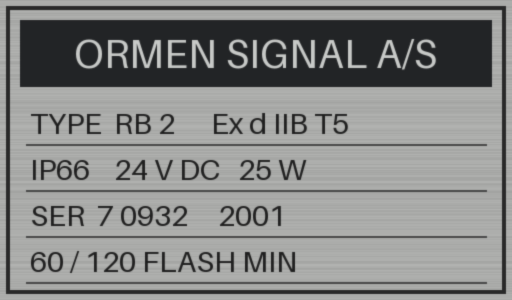 ORMEN SIGNAL A/S
TYPE RB 2 Ex d IIB T5
IP66 24 V DC 25 W
SER 7 0932 2001
60 / 120 FLASH MIN